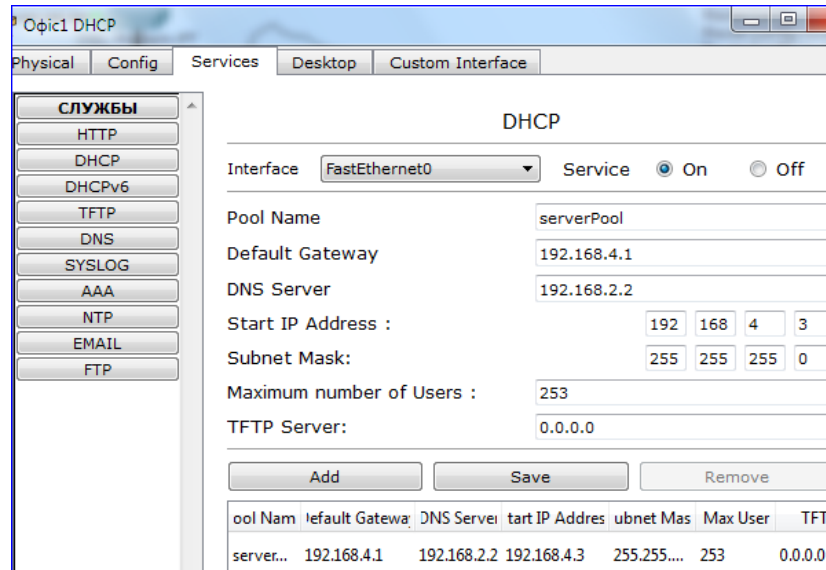 Офіс1 DHCP
Physical Config Services Desktop Custom Interface
СЛУЖБЫ
HTTP
DHCP
DHCPv6
TFTP
DNS
SYSLOG
AAA
NTP
EMAIL
FTP
DHCP
Interface FastEthernet0 Service On Off
Pool Name serverPool
Default Gateway 192.168.4.1
DNS Server 192.168.2.2
Start IP Address : 192 168 4 3
Subnet Mask: 255 255 255 0
Maximum number of Users : 253
TFTP Server: 0.0.0.0
Add Save Remove
ool Nam )efault Gatewa DNS Server tart IP Addres ubnet Mas Max User TFT
server... 192.168.4.1 192.168.2.2 192.168.4.3 255.255.... 253 0.0.0.0